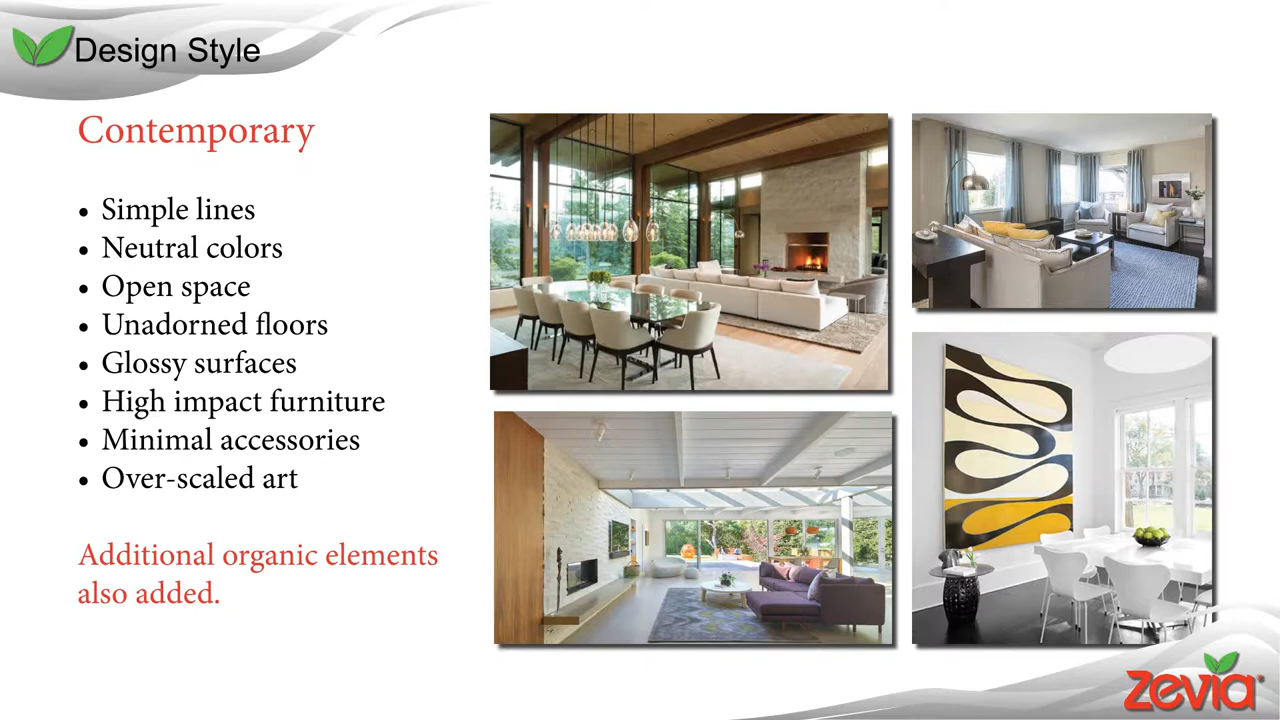 Design Style
Contemporary
• Simple lines
• Neutral colors
• Open space
• Unadorned floors
• Glossy surfaces
• High impact furniture
• Minimal accessories
• Over-scaled art
Additional organic elements
also added.
zevia®